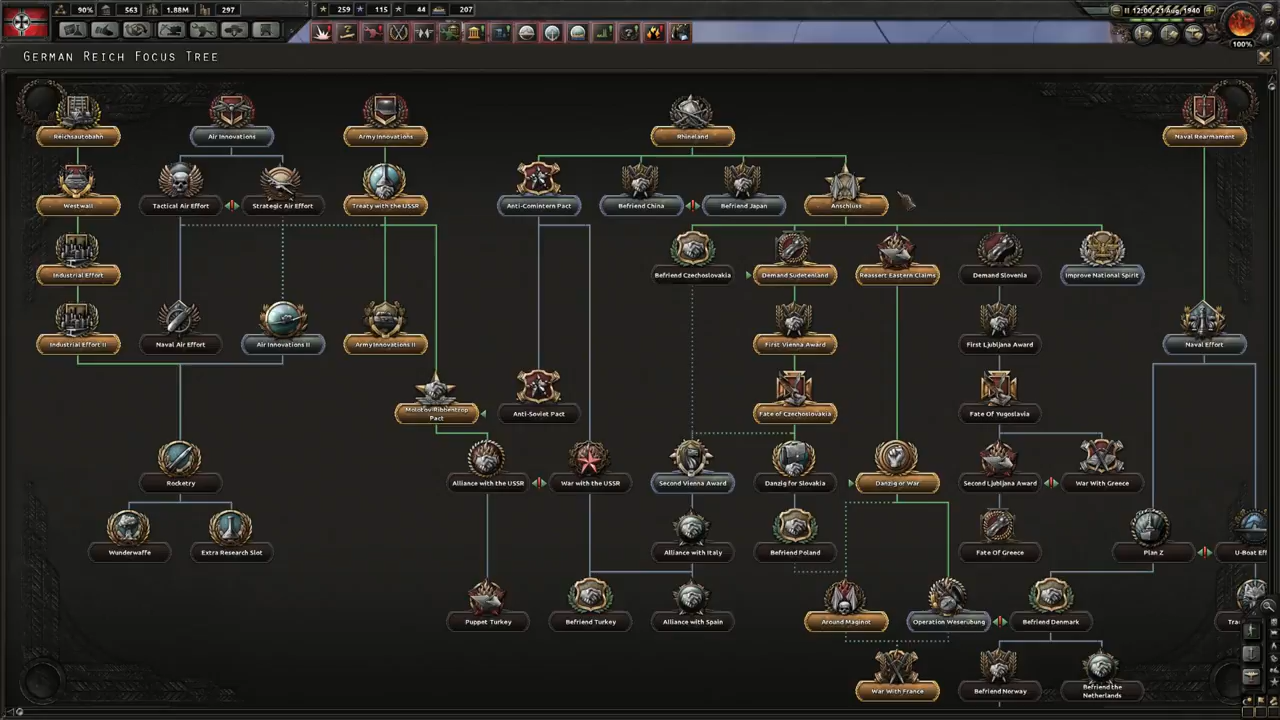 90%
563
1.88M
297
259
115
44
207
12:00, 21 Aug, 1940
100%
German Reich Focus Tree
Reichsautobahn
Air Innovations
Army Innovations
Rhineland
Naval Rearmament
Westwall
Tactical Air Effort
Strategic Air Effort
Treaty with the USSR
Anti-Comintern Pact
Befriend China
Befriend Japan
Anschluss
Industrial Effort
Befriend Czechoslovakia
Demand Sudetenland
Reassert Eastern Claims
Demand Slovenia
Improve National Spirit
Industrial Effort II
Naval Air Effort
Air Innovations II
Army Innovations II
First Vienna Award
First Ljubljana Award
Naval Effort
Molotov-Ribbentrop
Pact
Anti-Soviet Pact
Fate of Czechoslovakia
Fate Of Yugoslavia
Rocketry
Alliance with the USSR
War with the USSR
Second Vienna Award
Danzig for Slovakia
Danzig or War
Second Ljubljana Award
War With Greece
Wunderwaffe
Extra Research Slot
Alliance with Italy
Befriend Poland
Fate Of Greece
Plan Z
U-Boat Eff
Puppet Turkey
Befriend Turkey
Alliance with Spain
Around Maginot
Operation Weserübung
Befriend Denmark
Tra
War With France
Befriend Norway
Befriend the
Netherlands